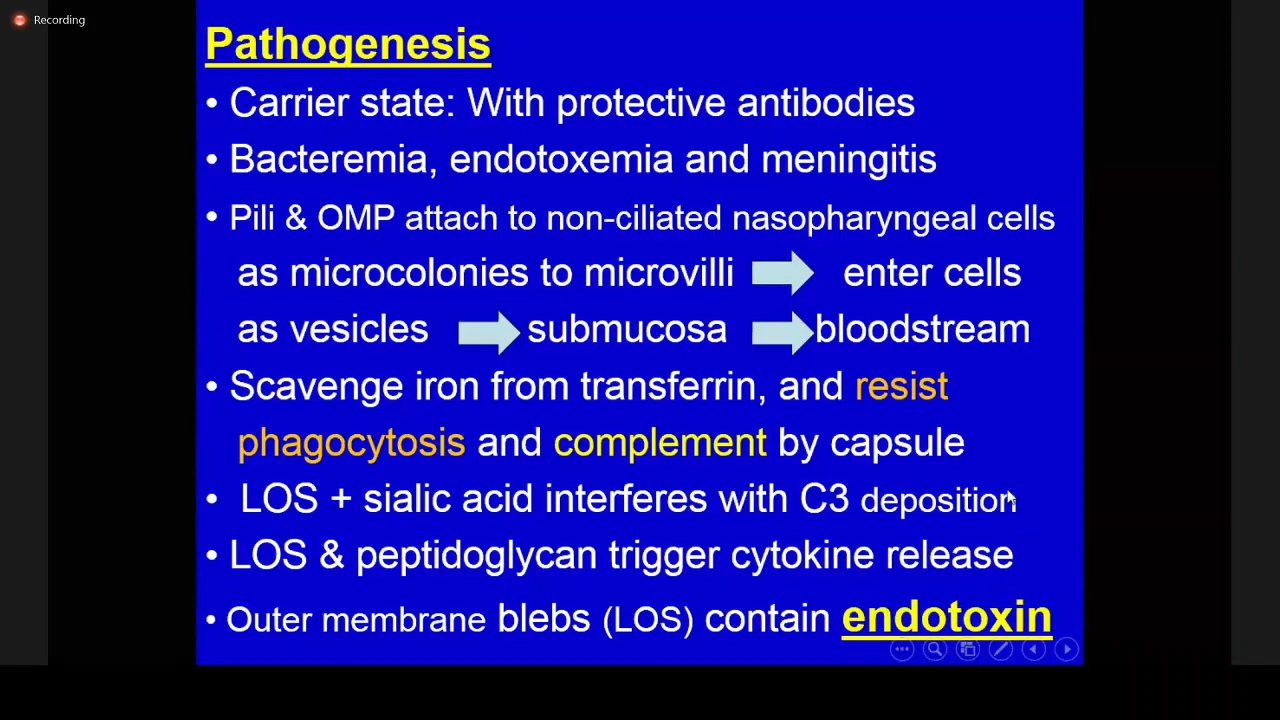 Recording
Pathogenesis
• Carrier state: With protective antibodies
• Bacteremia, endotoxemia and meningitis
• Pili & OMP attach to non-ciliated nasopharyngeal cells
as microcolonies to microvilli enter cells
as vesicles submucosa bloodstream
• Scavenge iron from transferrin, and resist
phagocytosis and complement by capsule
• LOS + sialic acid interferes with C3 deposition
• LOS & peptidoglycan trigger cytokine release
• Outer membrane blebs (LOS) contain endotoxin